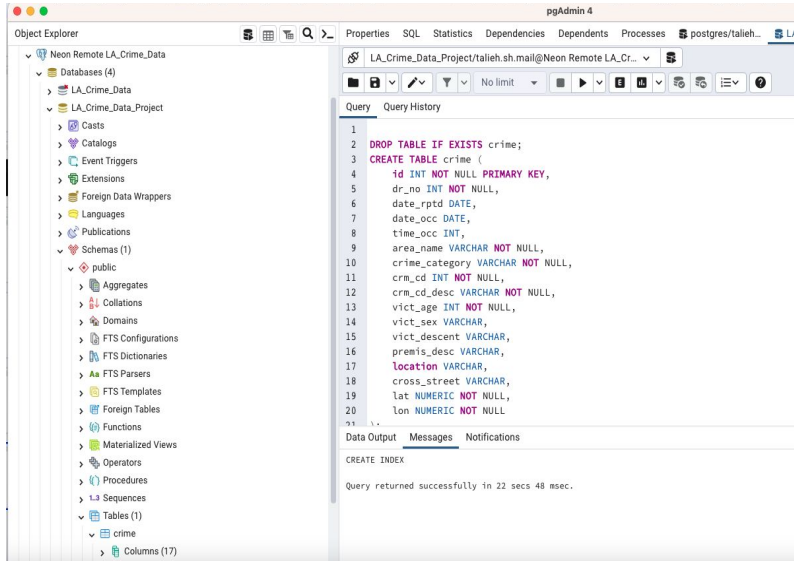 pgAdmin 4
Object Explorer
Neon Remote LA_Crime_Data
Databases (4)
LA_Crime_Data
LA_Crime_Data_Project
Casts
Catalogs
Event Triggers
Extensions
Foreign Data Wrappers
Languages
Publications
Schemas (1)
public
Aggregates
Collations
Domains
FTS Configurations
FTS Dictionaries
FTS Parsers
FTS Templates
Foreign Tables
Functions
Materialized Views
Operators
Procedures
Sequences
Tables (1)
crime
Columns (17)
Properties SQL Statistics Dependencies Dependents Processes postgres/talieh... LA
LA_Crime_Data_Project/talieh.sh.mail@Neon Remote LA_Cr...
No limit
Query Query History
1
2 DROP TABLE IF EXISTS crime;
3 CREATE TABLE crime (
4 id INT NOT NULL PRIMARY KEY,
5 dr_no INT NOT NULL,
6 date_rptd DATE,
7 date_occ DATE,
8 time_occ INT,
9 area_name VARCHAR NOT NULL,
10 crime_category VARCHAR NOT NULL,
11 crm_cd INT NOT NULL,
12 crm_cd_desc VARCHAR NOT NULL,
13 vict_age INT NOT NULL,
14 vict_sex VARCHAR,
15 vict_descent VARCHAR,
16 premis_desc VARCHAR,
17 location VARCHAR,
18 cross_street VARCHAR,
19 lat NUMERIC NOT NULL,
20 lon NUMERIC NOT NULL
21 );
Data Output Messages Notifications
CREATE INDEX
Query returned successfully in 22 secs 48 msec.